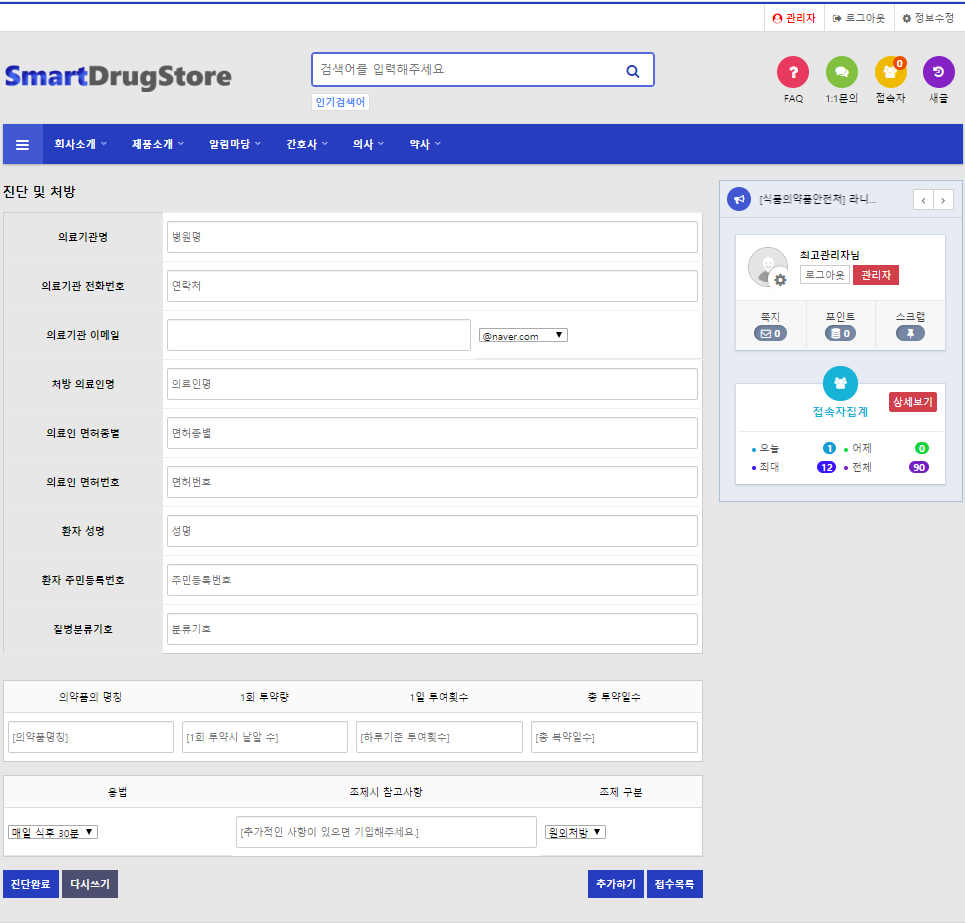 관리자 로그아웃 정보수정
SmartDrugStore
검색어를 입력해주세요
인기검색어
? 0
FAQ 1:1문의 접속자 새글
회사소개 제품소개 알림마당 간호사 의사 약사
진단 및 처방
의료기관명 병원명
의료기관 전화번호 연락처
의료기관 이메일 @naver.com
처방 의료인명 의료인명
의료인 면허종별 면허종별
의료인 면허번호 면허번호
환자 성명 성명
환자 주민등록번호 주민등록번호
질병분류기호 분류기호
의약품의 명칭 1회 투약량 1일 투여횟수 총 투약일수
[의약품명칭] [1회 투약시 낱알 수] [하루기준 투여횟수] [총 복약일수]
용법 조제시 참고사항 조제 구분
매일 식후 30분 [추가적인 사항이 있으면 기입해주세요.] 원외처방
진단완료 다시쓰기 추가하기 접수목록
[식품의약품안전처] 라니...
최고관리자님
로그아웃 관리자
쪽지 포인트 스크랩
0 0
접속자집계 상세보기
오늘 1 어제 0
최대 12 전체 90